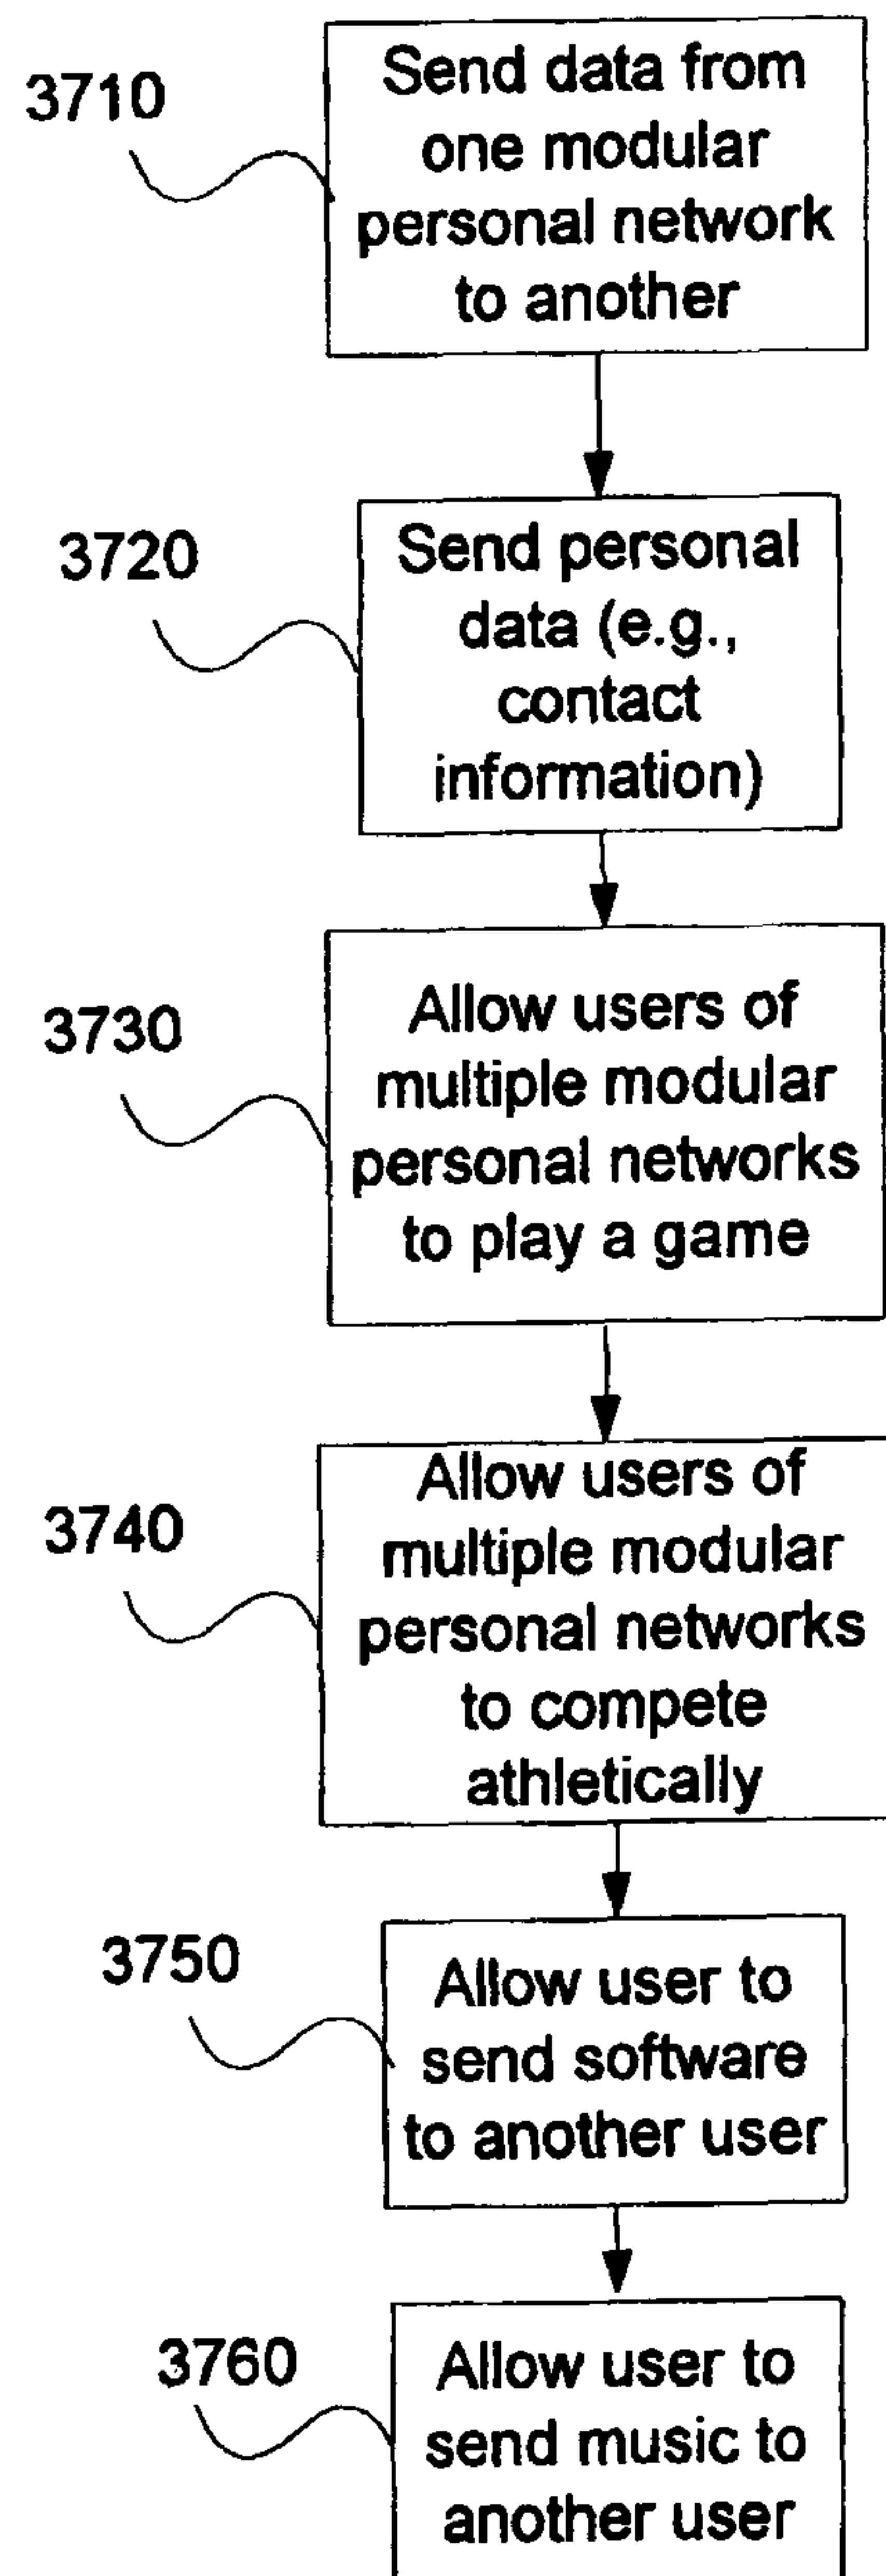 3710
Send data from
one modular
personal network
to another
3720
Send personal
data (e.g.,
contact
information)
3730
Allow users of
multiple modular
personal networks
to play a game
3740
Allow users of
multiple modular
personal networks
to compete
athletically
3750
Allow user to
send software
to another user
3760
Allow user to
send music to
another user